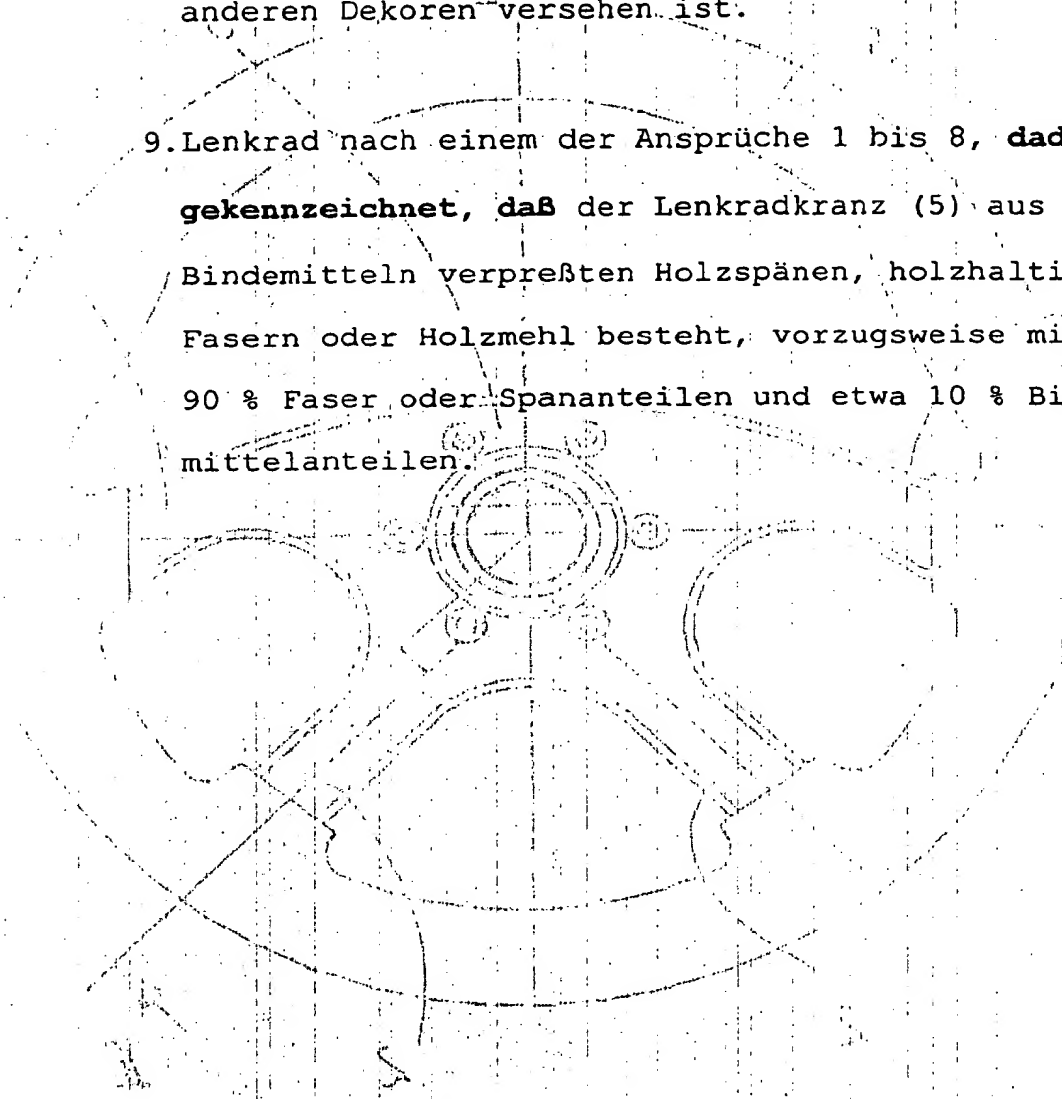 anderen Dekoren versehen ist.
9. Lenkrad nach einem der Ansprüche 1 bis 8, dad
gekennzeichnet, daß der Lenkradkranz (5) aus
Bindemitteln verpreßten Holzspänen, holzhalti
Fasern oder Holzmehl besteht, vorzugsweise mi
90 % Faser oder Spananteilen und etwa 10 % Bi
mittelanteilen.